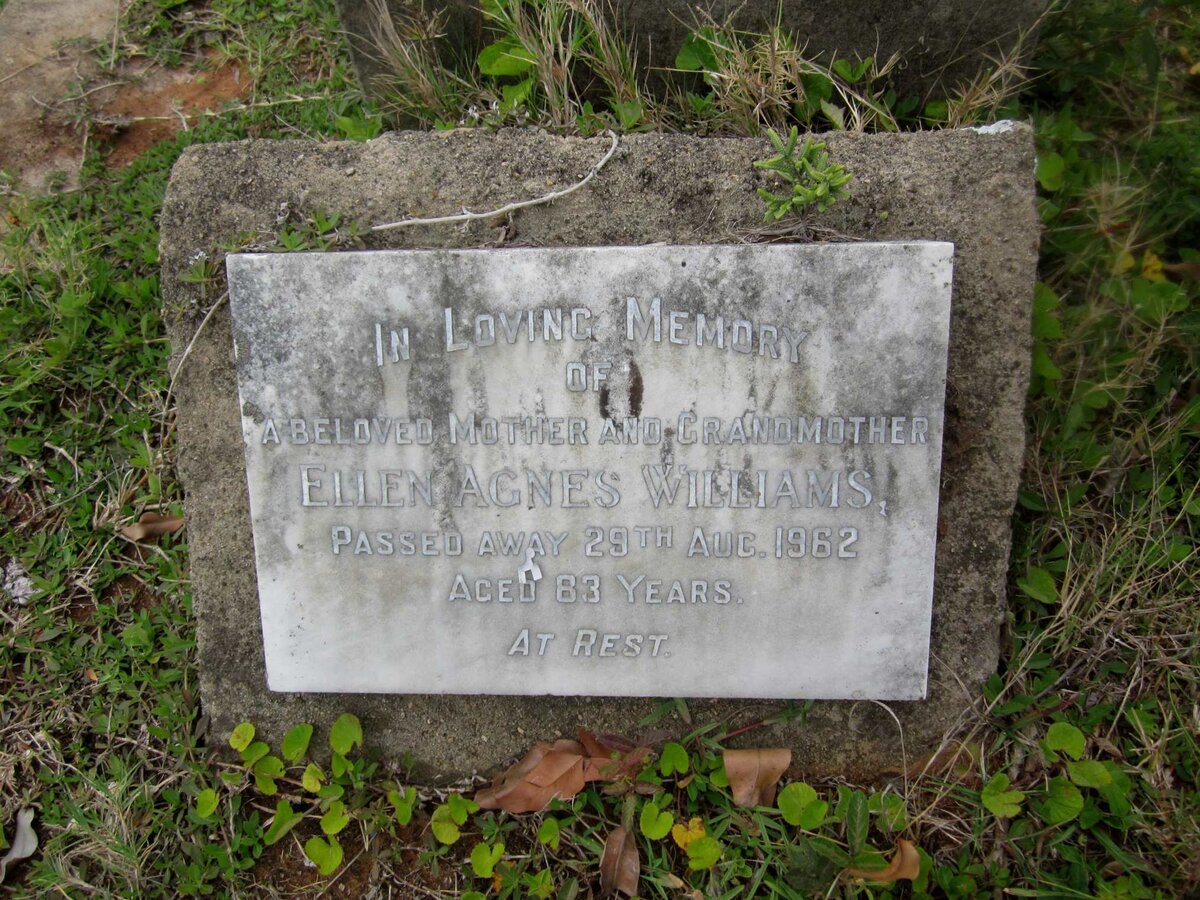 In Loving Memory
OF
A BELOVED MOTHER AND GRANDMOTHER
ELLEN AGNES WILLIAMS,
PASSED AWAY 29TH AUG. 1962
AGED 83 YEARS.
AT REST.